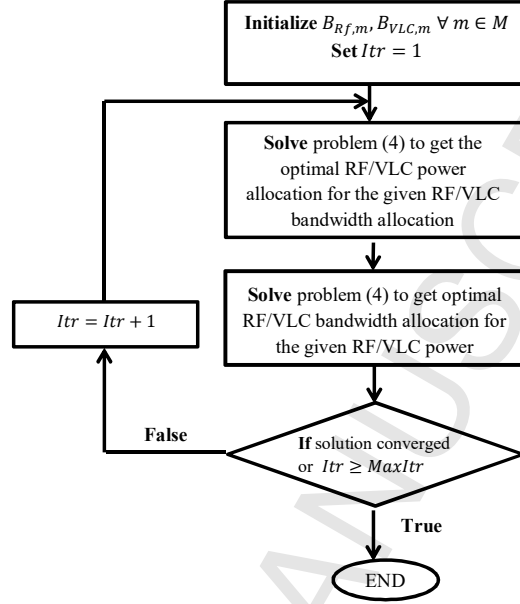 Initialize B_{Rf,m}, B_{VLC,m} ∀ m ∈ M
Set Itr = 1
Solve problem (4) to get the
optimal RF/VLC power
allocation for the given RF/VLC
bandwidth allocation
Solve problem (4) to get optimal
RF/VLC bandwidth allocation for
the given RF/VLC power
Itr = Itr + 1
False
If solution converged
or Itr ≥ MaxItr
True
END